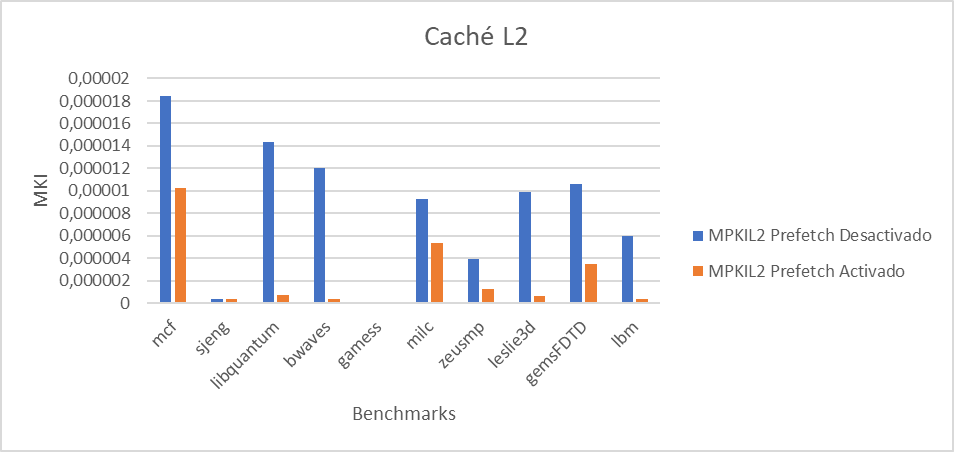 Caché L2
MKI
0,00002
0,000018
0,000016
0,000014
0,000012
0,00001
0,000008
0,000006
0,000004
0,000002
0
mcf
sjeng
libquantum
bwaves
gamess
milc
zeusmp
leslie3d
gemsFDTD
lbm
Benchmarks
MPKIL2 Prefetch Desactivado
MPKIL2 Prefetch Activado